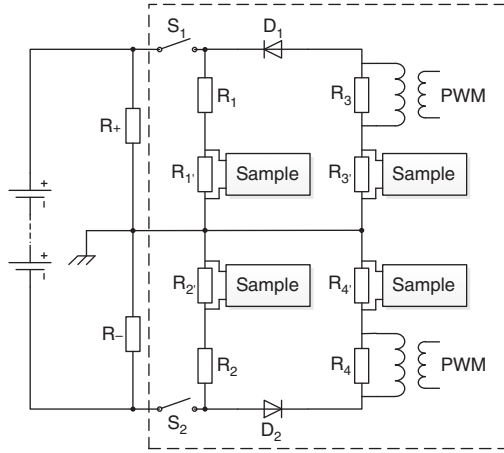 S1 D1
R1 R3 PWM
R+
R1' Sample R3' Sample
+
-
+
-
R2' Sample R4' Sample
R−
R2 R4 PWM
S2 D2